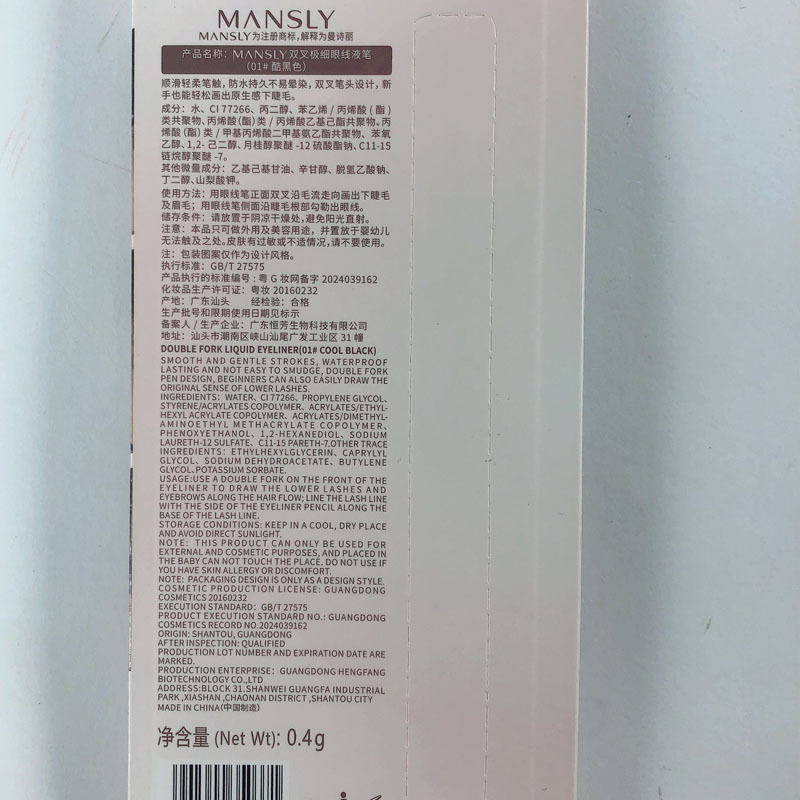 MANSLY
MANSLY为注册商标,解释为曼诗丽
产品名称：MANSLY双叉极细眼线液笔
（01# 酷黑色）
顺滑轻柔笔触，防水持久不易晕染，双叉笔头设计，新
手也能轻松画出原生感下睫毛。
成分：水、CI 77266、丙二醇、苯乙烯 / 丙烯酸 ( 酯 )
类共聚物、丙烯酸(酯)类 / 丙烯酸乙基己酯共聚物、丙
烯酸 (酯) 类 / 甲基丙烯酸二甲基氨乙酯共聚物、苯氧
乙醇、1,2- 己二醇、月桂醇聚醚 -12 硫酸酯钠、C11-15
链烷醇聚醚 -7。
其他微量成分：乙基己基甘油、辛甘醇、脱氢乙酸钠、
丁二醇、山梨酸钾。
使用方法：用眼线笔正面双叉沿毛流走向画出下睫毛
及眉毛；用眼线笔侧面沿睫毛根部勾勒出眼线。
储存条件：请放置于阴凉干燥处,避免阳光直射。
注意：本品只可做外用及美容用途，并置放于婴幼儿
无法触及之处。皮肤有过敏或不适情况,请不要使用。
注：包装图案仅作为设计风格。
执行标准：GB/T 27575
产品执行的标准编号：粤 G 妆网备字 2024039162
化妆品生产许可证：粤妆 20160232
产地：广东汕头 经检验：合格
生产批号和限期使用日期见标示
备案人 / 生产企业：广东恒芳生物科技有限公司
地址：汕头市潮南区峡山汕尾广发工业区 31 幢
DOUBLE FORK LIQUID EYELINER(01# COOL BLACK)
SMOOTH AND GENTLE STROKES, WATERPROOF
LASTING AND NOT EASY TO SMUDGE, DOUBLE FORK
PEN DESIGN, BEGINNERS CAN ALSO EASILY DRAW THE
ORIGINAL SENSE OF LOWER LASHES.
INGREDIENTS: WATER、CI 77266、PROPYLENE GLYCOL、
STYRENE/ACRYLATES COPOLYMER、ACRYLATES/ETHYL-
HEXYL ACRYLATE COPOLYMER、ACRYLATES/DIMETHYL-
AMINOETHYL METHACRYLATE COPOLYMER、
PHENOXYETHANOL、1,2-HEXANEDIOL、SODIUM
LAURETH-12 SULFATE、C11-15 PARETH-7.OTHER TRACE
INGREDIENTS: ETHYLHEXYLGLYCERIN、CAPRYLYL
GLYCOL、SODIUM DEHYDROACETATE、BUTYLENE
GLYCOL、POTASSIUM SORBATE.
USAGE:USE A DOUBLE FORK ON THE FRONT OF THE
EYELINER TO DRAW THE LOWER LASHES AND
EYEBROWS ALONG THE HAIR FLOW; LINE THE LASH LINE
WITH THE SIDE OF THE EYELINER PENCIL ALONG THE
BASE OF THE LASH LINE.
STORAGE CONDITIONS: KEEP IN A COOL, DRY PLACE
AND AVOID DIRECT SUNLIGHT.
NOTE: THIS PRODUCT CAN ONLY BE USED FOR
EXTERNAL AND COSMETIC PURPOSES, AND PLACED IN
THE BABY CAN NOT TOUCH THE PLACE. DO NOT USE IF
YOU HAVE SKIN ALLERGY OR DISCOMFORT.
NOTE: PACKAGING DESIGN IS ONLY AS A DESIGN STYLE.
COSMETIC PRODUCTION LICENSE: GUANGDONG
COSMETICS 20160232
EXECUTION STANDARD：GB/T 27575
PRODUCT EXECUTION STANDARD NO.: GUANGDONG
COSMETICS RECORD NO.2024039162
ORIGIN: SHANTOU, GUANGDONG
AFTER INSPECTION: QUALIFIED
PRODUCTION LOT NUMBER AND EXPIRATION DATE ARE
MARKED.
PRODUCTION ENTERPRISE：GUANGDONG HENGFANG
BIOTECHNOLOGY CO.,LTD
ADDRESS:BLOCK 31.SHANWEI GUANGFA INDUSTRIAL
PARK ,XIASHAN ,CHAONAN DISTRICT ,SHANTOU CITY
MADE IN CHINA(中国制造)
净含量 (Net Wt): 0.4g